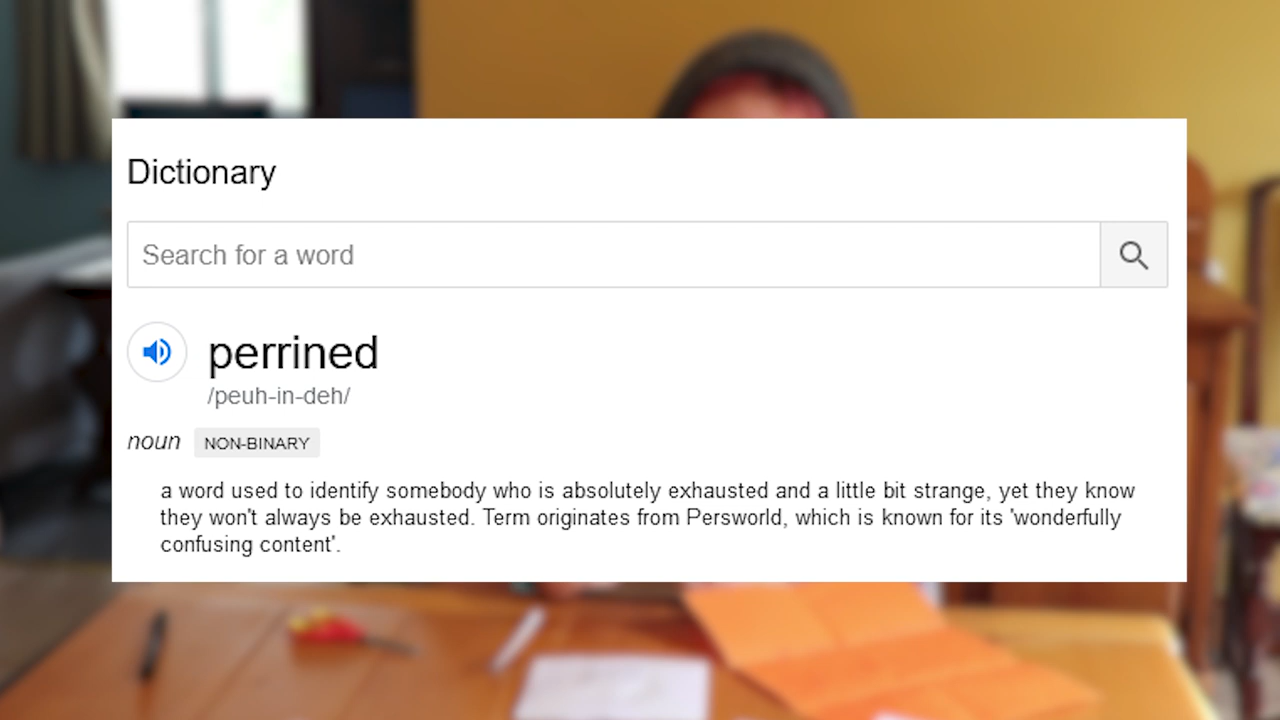 Dictionary
Search for a word
perrined
/peuh-in-deh/
noun NON-BINARY
a word used to identify somebody who is absolutely exhausted and a little bit strange, yet they know
they won't always be exhausted. Term originates from Persworld, which is known for its 'wonderfully
confusing content'.